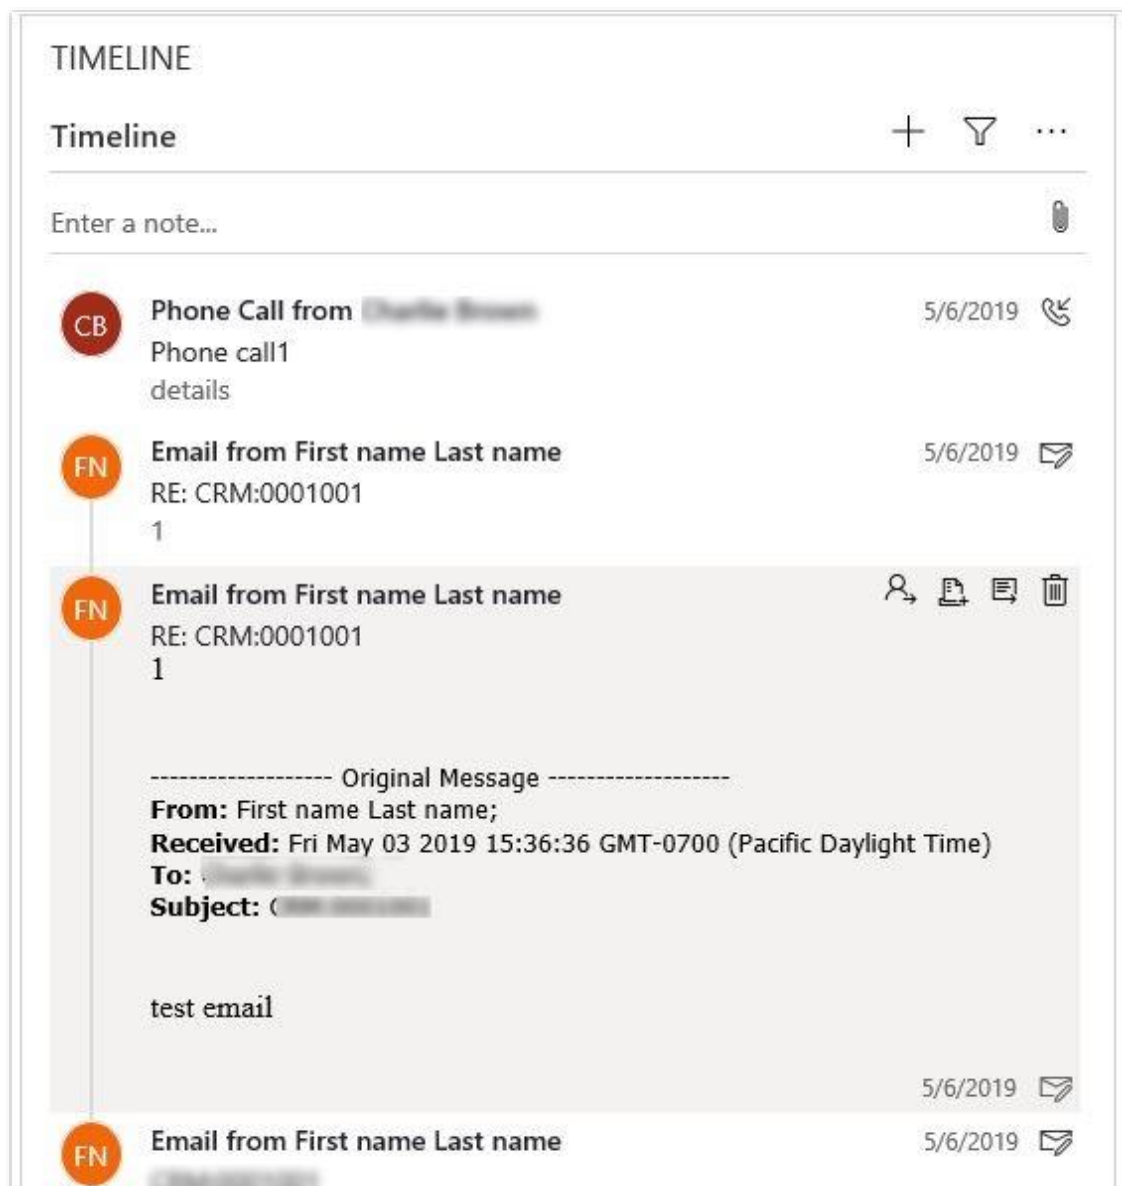 TIMELINE
Timeline
Enter a note...
CB
Phone Call from
5/6/2019
Phone call1
details
FN
Email from First name Last name
5/6/2019
RE: CRM:0001001
1
FN
Email from First name Last name
RE: CRM:0001001
1
------------------- Original Message -------------------
From: First name Last name;
Received: Fri May 03 2019 15:36:36 GMT-0700 (Pacific Daylight Time)
To:
Subject:
test email
5/6/2019
FN
Email from First name Last name
5/6/2019